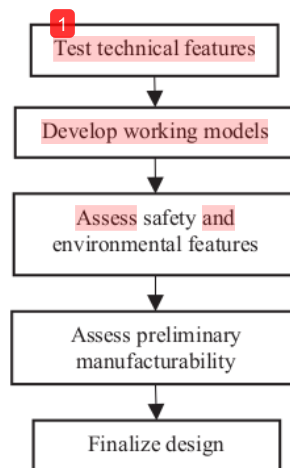 1
Test technical features
Develop working models
Assess safety and
environmental features
Assess preliminary
manufacturability
Finalize design